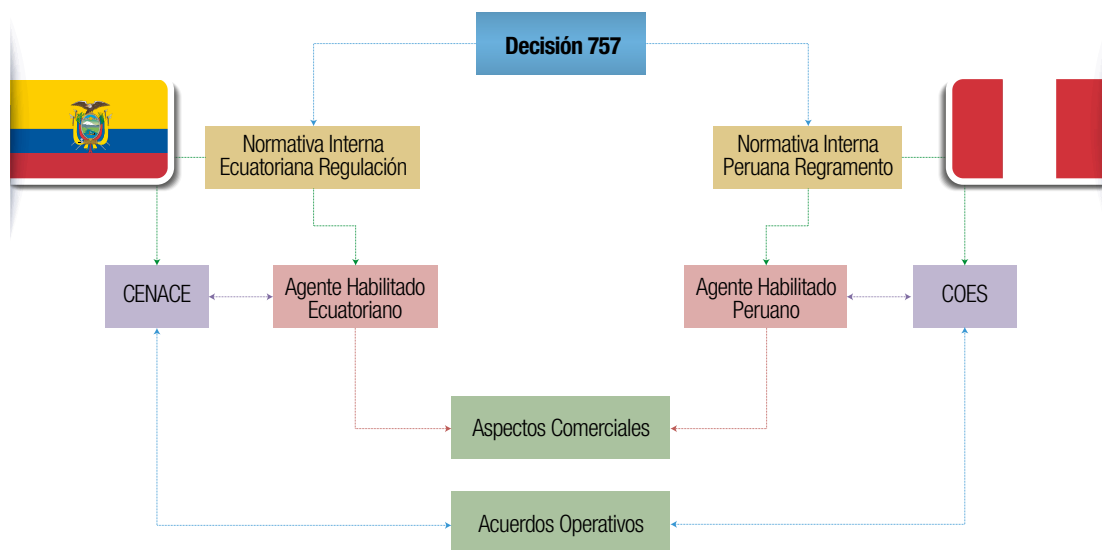 Decisión 757
Normativa Interna
Ecuatoriana Regulación
Normativa Interna
Peruana Regramento
CENACE
Agente Habilitado
Ecuatoriano
Agente Habilitado
Peruano
COES
Aspectos Comerciales
Acuerdos Operativos